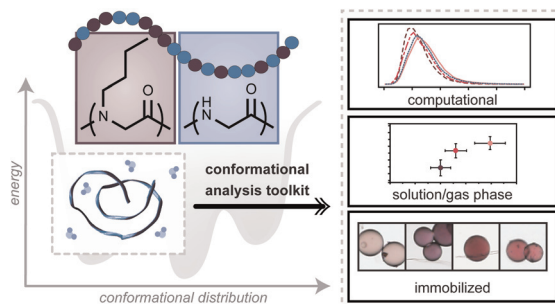 N
O
H
N
O
energy
conformational
analysis toolkit
conformational distribution
computational
solution/gas phase
immobilized